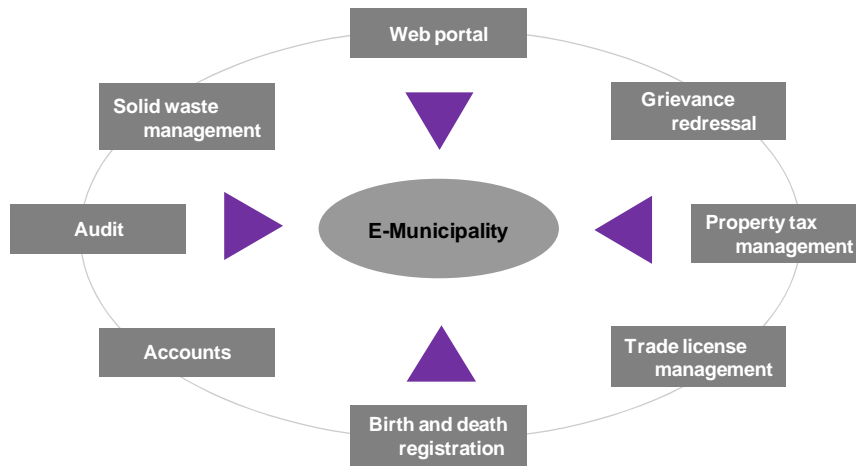 Web portal
Solid waste
management
Grievance
redressal
Audit
E-Municipality
Property tax
management
Accounts
Trade license
management
Birth and death
registration